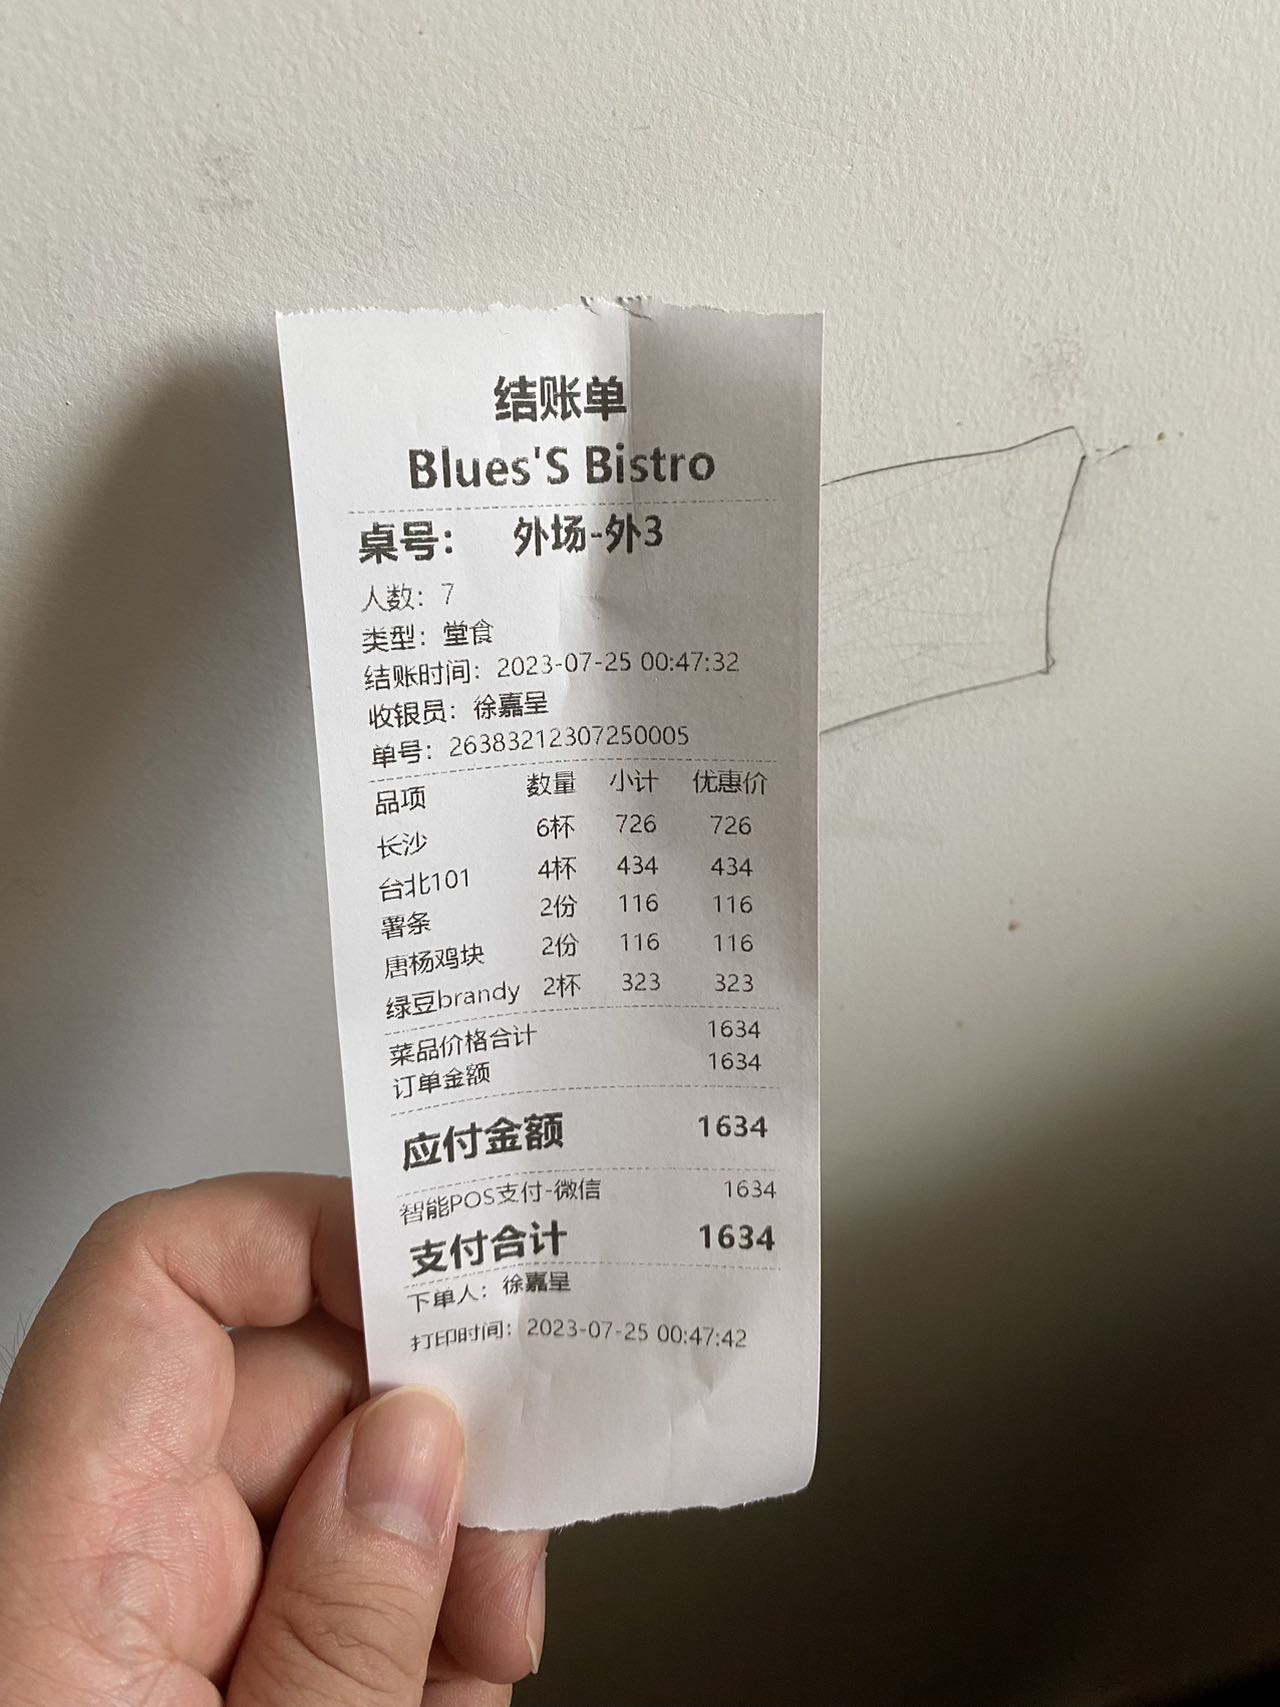 结账单
Blues'S Bistro
桌号： 外场-外3
人数：7
类型：堂食
结账时间：2023-07-25 00:47:32
收银员：徐嘉呈
单号：26383212307250005
品项 数量 小计 优惠价
长沙 6杯 726 726
台北101 4杯 434 434
薯条 2份 116 116
唐杨鸡块 2份 116 116
绿豆brandy 2杯 323 323
菜品价格合计 1634
订单金额 1634
应付金额 1634
智能POS支付-微信 1634
支付合计 1634
下单人：徐嘉呈
打印时间：2023-07-25 00:47:42